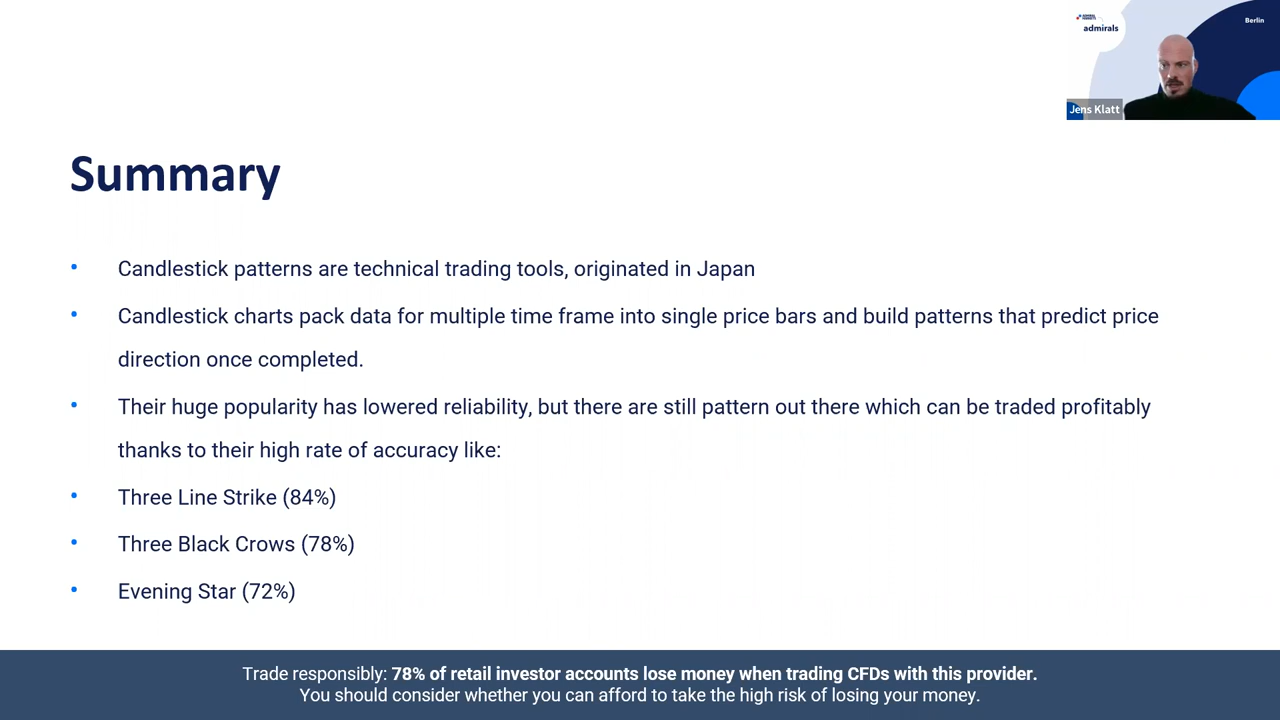 admirals
Berlin
Jens Klatt
Summary
• Candlestick patterns are technical trading tools, originated in Japan
• Candlestick charts pack data for multiple time frame into single price bars and build patterns that predict price
direction once completed.
• Their huge popularity has lowered reliability, but there are still pattern out there which can be traded profitably
thanks to their high rate of accuracy like:
• Three Line Strike (84%)
• Three Black Crows (78%)
• Evening Star (72%)
Trade responsibly: 78% of retail investor accounts lose money when trading CFDs with this provider.
You should consider whether you can afford to take the high risk of losing your money.